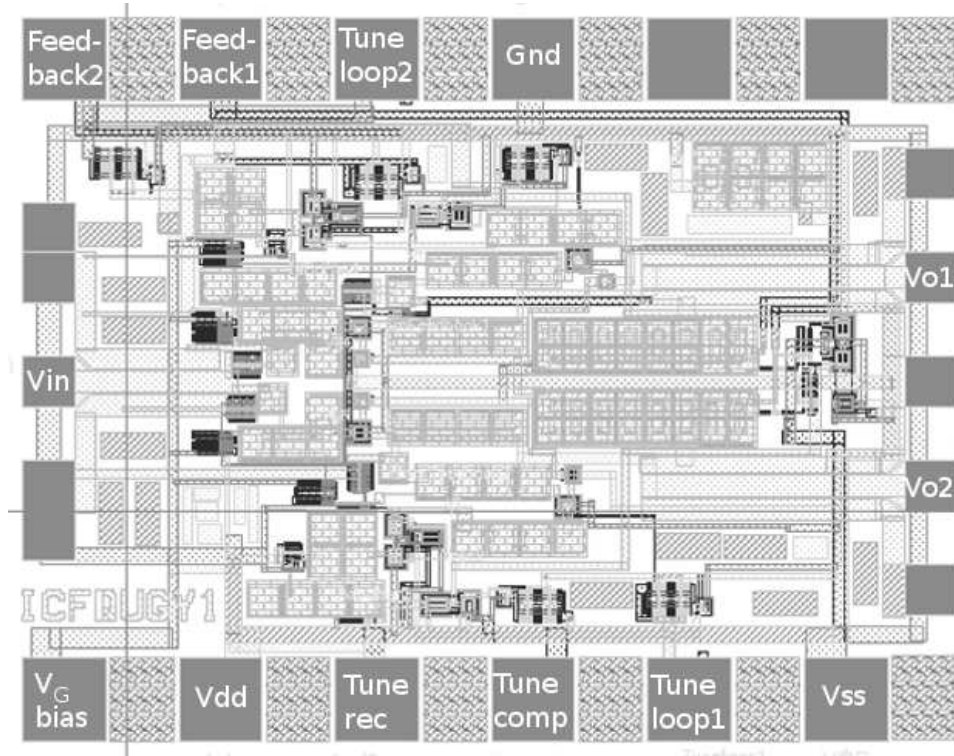 Feed-
back2
Feed-
back1
Tune
loop2
Gnd
Vo1
Vin
Vo2
ICFQUGY1
VG
bias
Vdd
Tune
rec
Tune
comp
Tune
loop1
Vss